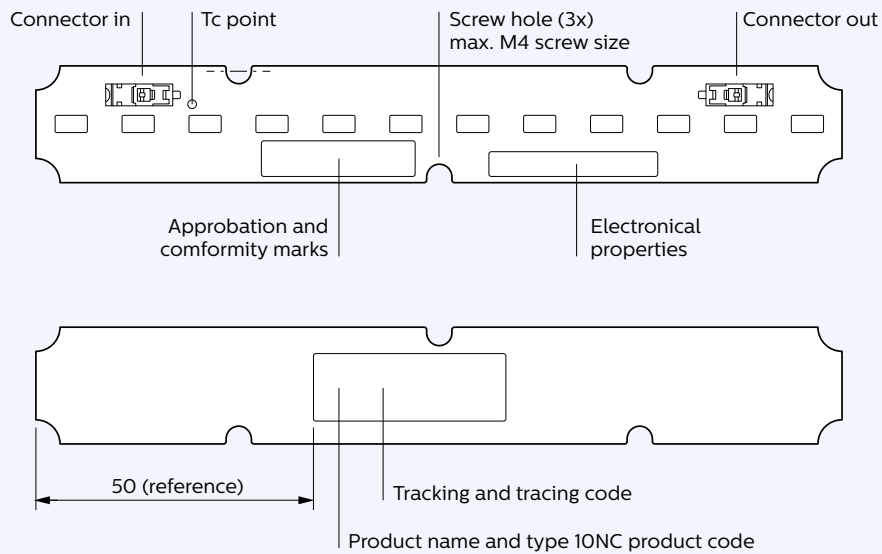 Connector in
Tc point
Screw hole (3x)
max. M4 screw size
Connector out
Approbation and
comformity marks
Electronical
properties
50 (reference)
Tracking and tracing code
Product name and type 10NC product code